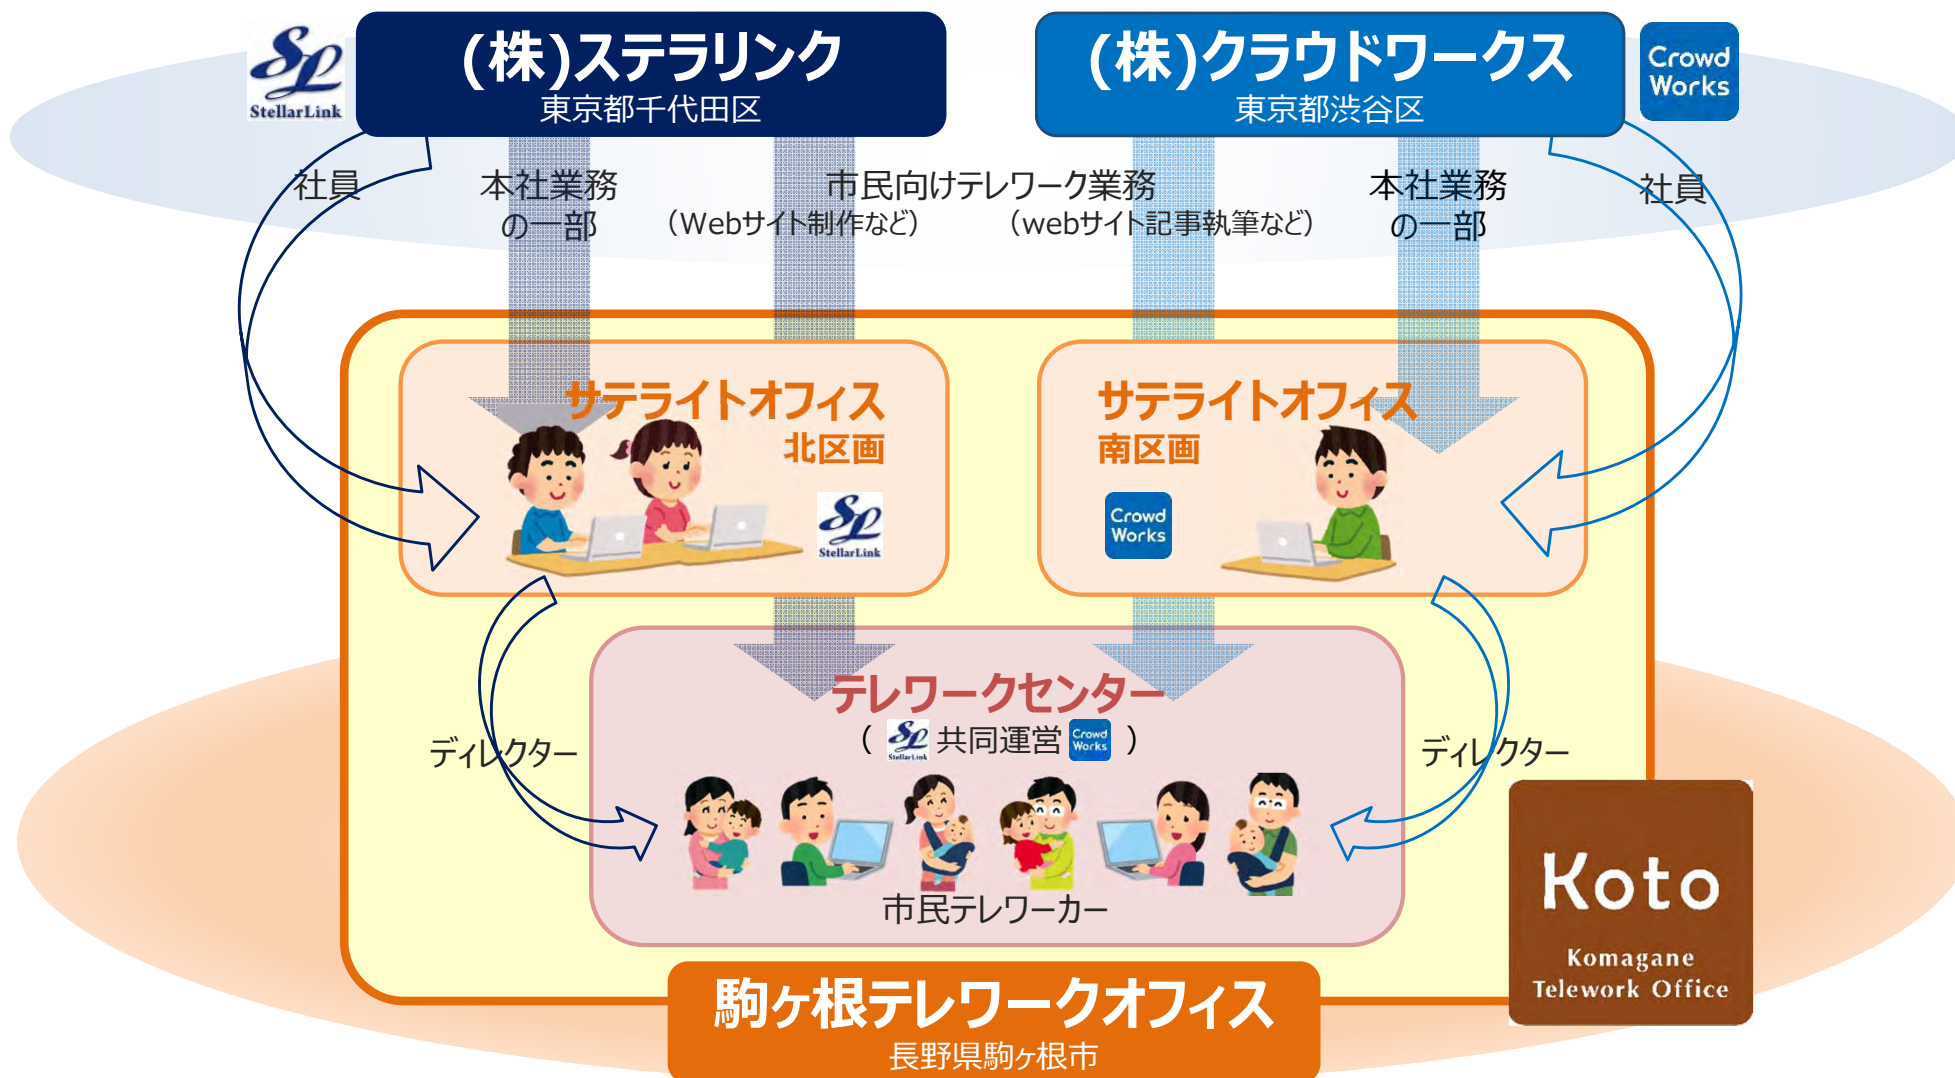 SL
StellarLink
(株)ステラリンク
東京都千代田区
(株)クラウドワークス
東京都渋谷区
Crowd
Works
社員
本社業務
の一部
市民向けテレワーク業務
（Webサイト制作など）
（webサイト記事執筆など）
本社業務
の一部
社員
サテライトオフィス
北区画
SL
StellarLink
サテライトオフィス
南区画
Crowd
Works
テレワークセンター
（ SL StellarLink 共同運営 Crowd Works ）
ディレクター
ディレクター
市民テレワーカー
Koto
Komagane
Telework Office
駒ヶ根テレワークオフィス
長野県駒ヶ根市